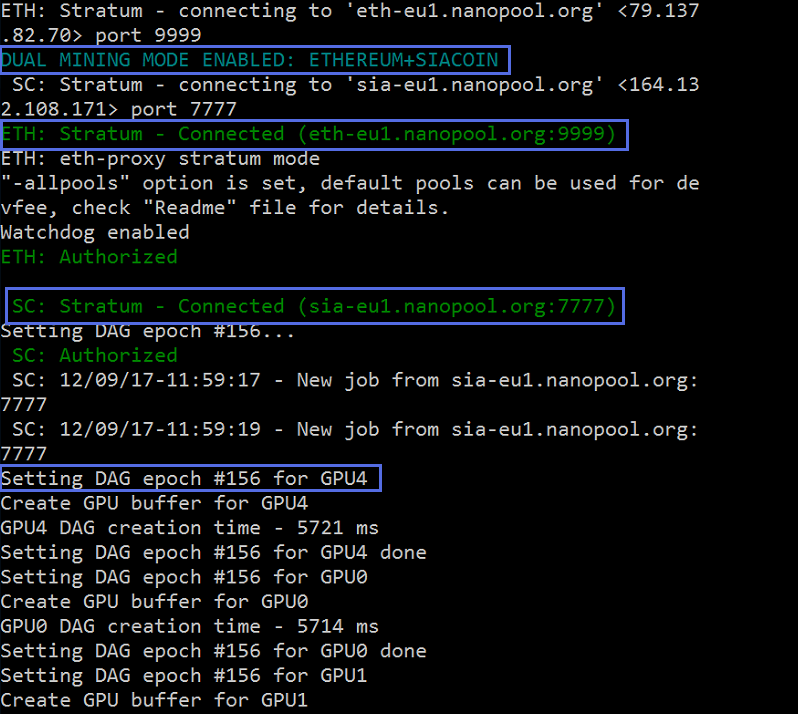 ETH: Stratum - connecting to 'eth-eu1.nanopool.org' <79.137
.82.70> port 9999
DUAL MINING MODE ENABLED: ETHEREUM+SIACOIN
SC: Stratum - connecting to 'sia-eu1.nanopool.org' <164.13
2.108.171> port 7777
ETH: Stratum - Connected (eth-eu1.nanopool.org:9999)
ETH: eth-proxy stratum mode
"-allpools" option is set, default pools can be used for de
vfee, check "Readme" file for details.
Watchdog enabled
ETH: Authorized
SC: Stratum - Connected (sia-eu1.nanopool.org:7777)
Setting DAG epoch #156...
SC: Authorized
SC: 12/09/17-11:59:17 - New job from sia-eu1.nanopool.org:
7777
SC: 12/09/17-11:59:19 - New job from sia-eu1.nanopool.org:
7777
Setting DAG epoch #156 for GPU4
Create GPU buffer for GPU4
GPU4 DAG creation time - 5721 ms
Setting DAG epoch #156 for GPU4 done
Setting DAG epoch #156 for GPU0
Create GPU buffer for GPU0
GPU0 DAG creation time - 5714 ms
Setting DAG epoch #156 for GPU0 done
Setting DAG epoch #156 for GPU1
Create GPU buffer for GPU1